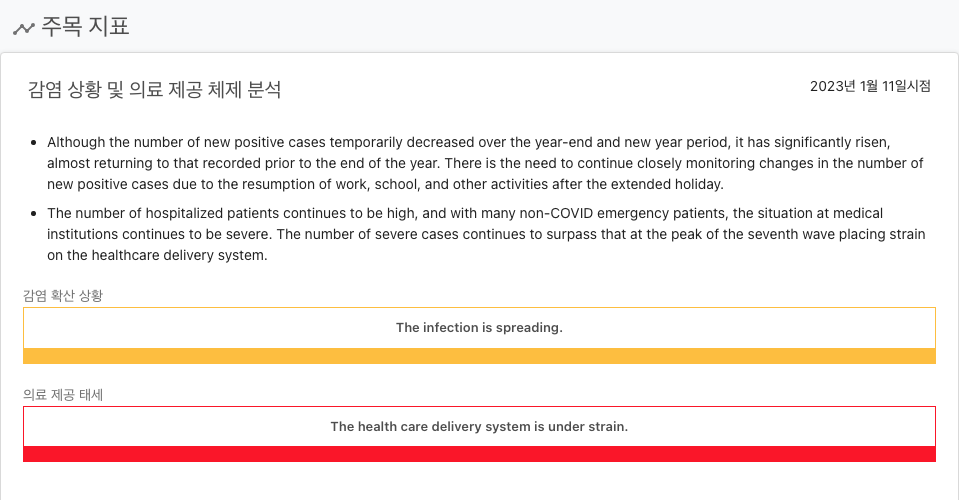 주목 지표
감염 상황 및 의료 제공 체제 분석
2023년 1월 11일시점
Although the number of new positive cases temporarily decreased over the year-end and new year period, it has significantly risen,
almost returning to that recorded prior to the end of the year. There is the need to continue closely monitoring changes in the number of
new positive cases due to the resumption of work, school, and other activities after the extended holiday.
The number of hospitalized patients continues to be high, and with many non-COVID emergency patients, the situation at medical
institutions continues to be severe. The number of severe cases continues to surpass that at the peak of the seventh wave placing strain
on the healthcare delivery system.
감염 확산 상황
The infection is spreading.
의료 제공 태세
The health care delivery system is under strain.